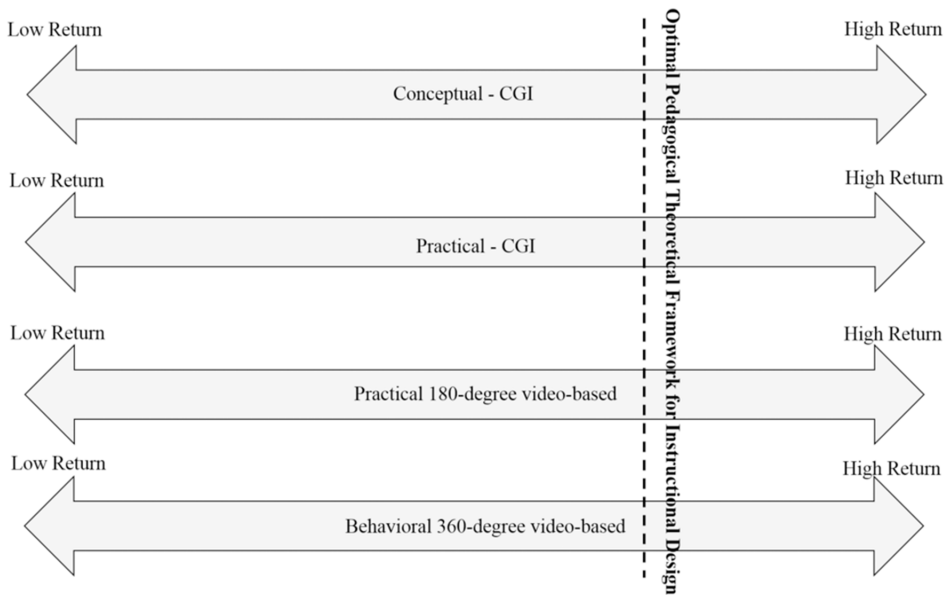 Low Return
High Return
Conceptual - CGI
Low Return
High Return
Practical - CGI
Low Return
High Return
Practical 180-degree video-based
Low Return
High Return
Behavioral 360-degree video-based
Optimal Pedagogical Theoretical Framework for Instructional Design